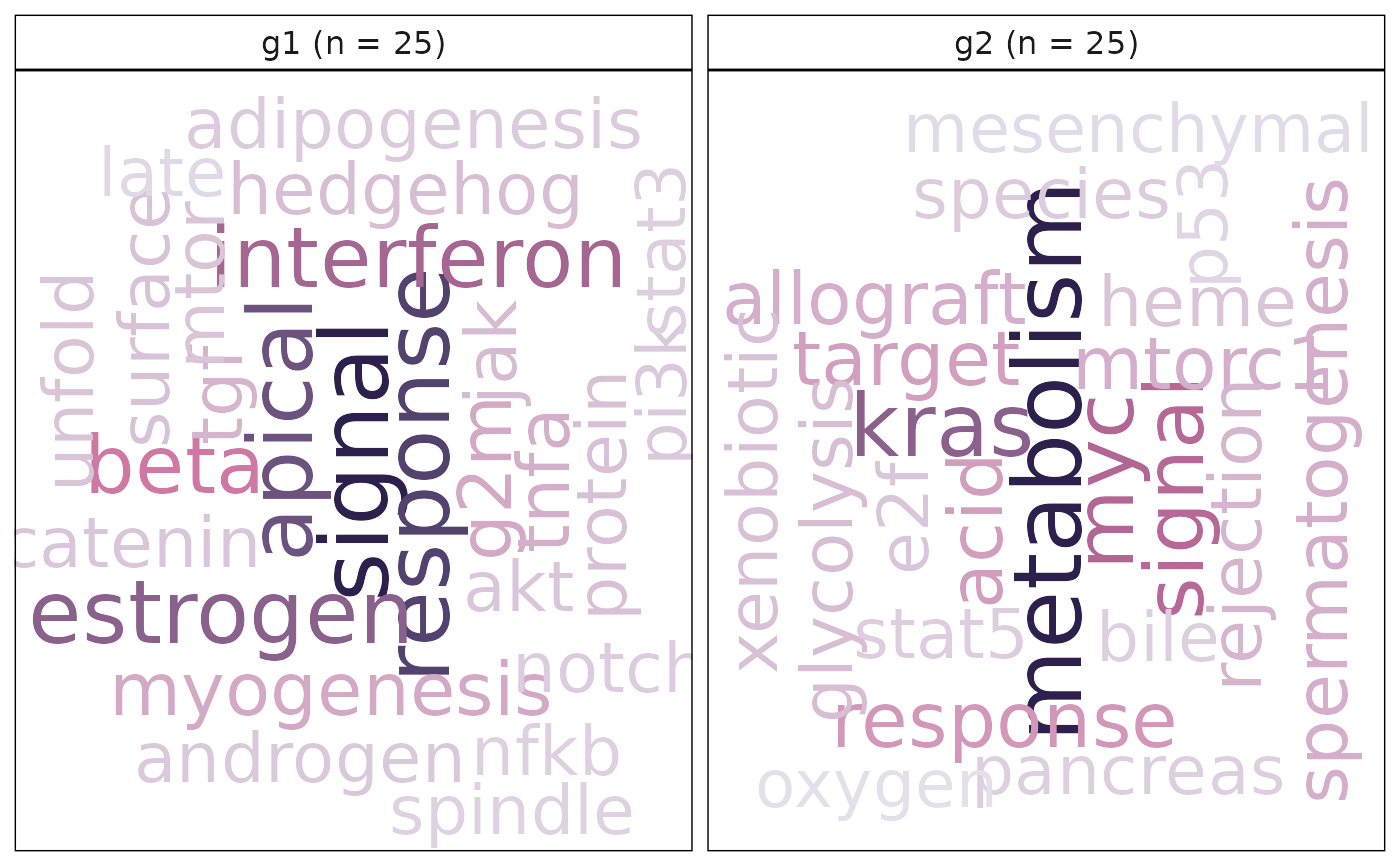 g1 (n = 25)
adipogenesis
late
hedgehog
stat3
surface
mtor
interferon
unfold
tgf
apical
signal
response
jak
pi3k
beta
g2m
tnfa
protein
catenin
akt
estrogen
notch
myogenesis
androgen
nfkb
spindle
g2 (n = 25)
mesenchymal
species
p53
metabolism
spermatogenesis
allograft
heme
xenobiotic
target
mtorc1
glycolysis
kras
myc
signal
rejection
e2f
acid
stat5
bile
response
pancreas
oxygen